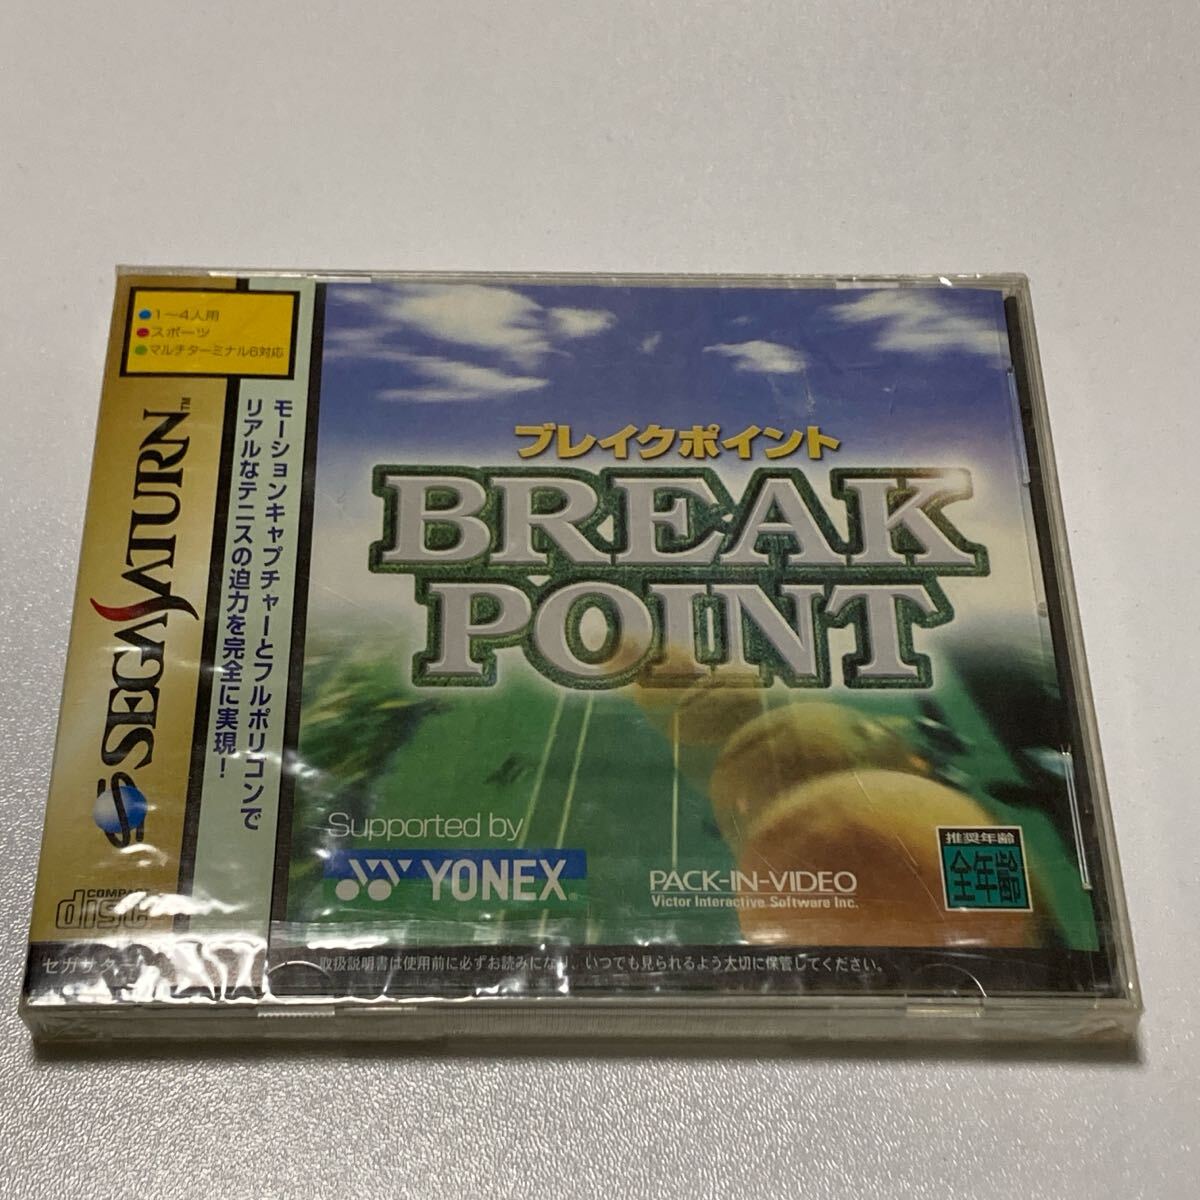 1〜4人用
スポーツ
マルチターミナル6対応
SEGA SATURN™
モーションキャプチャーとフルポリゴンで
リアルなテニスの迫力を完全に実現!
COMPACT
disc
セガサター
ブレイクポイント
BREAK
POINT
Supported by
YONEX®
PACK-IN-VIDEO
Victor Interactive Software Inc.
推奨年齢
全年齢
取扱説明書は使用前に必ずお読みになり、いつでも見られるよう大切に保管してください。